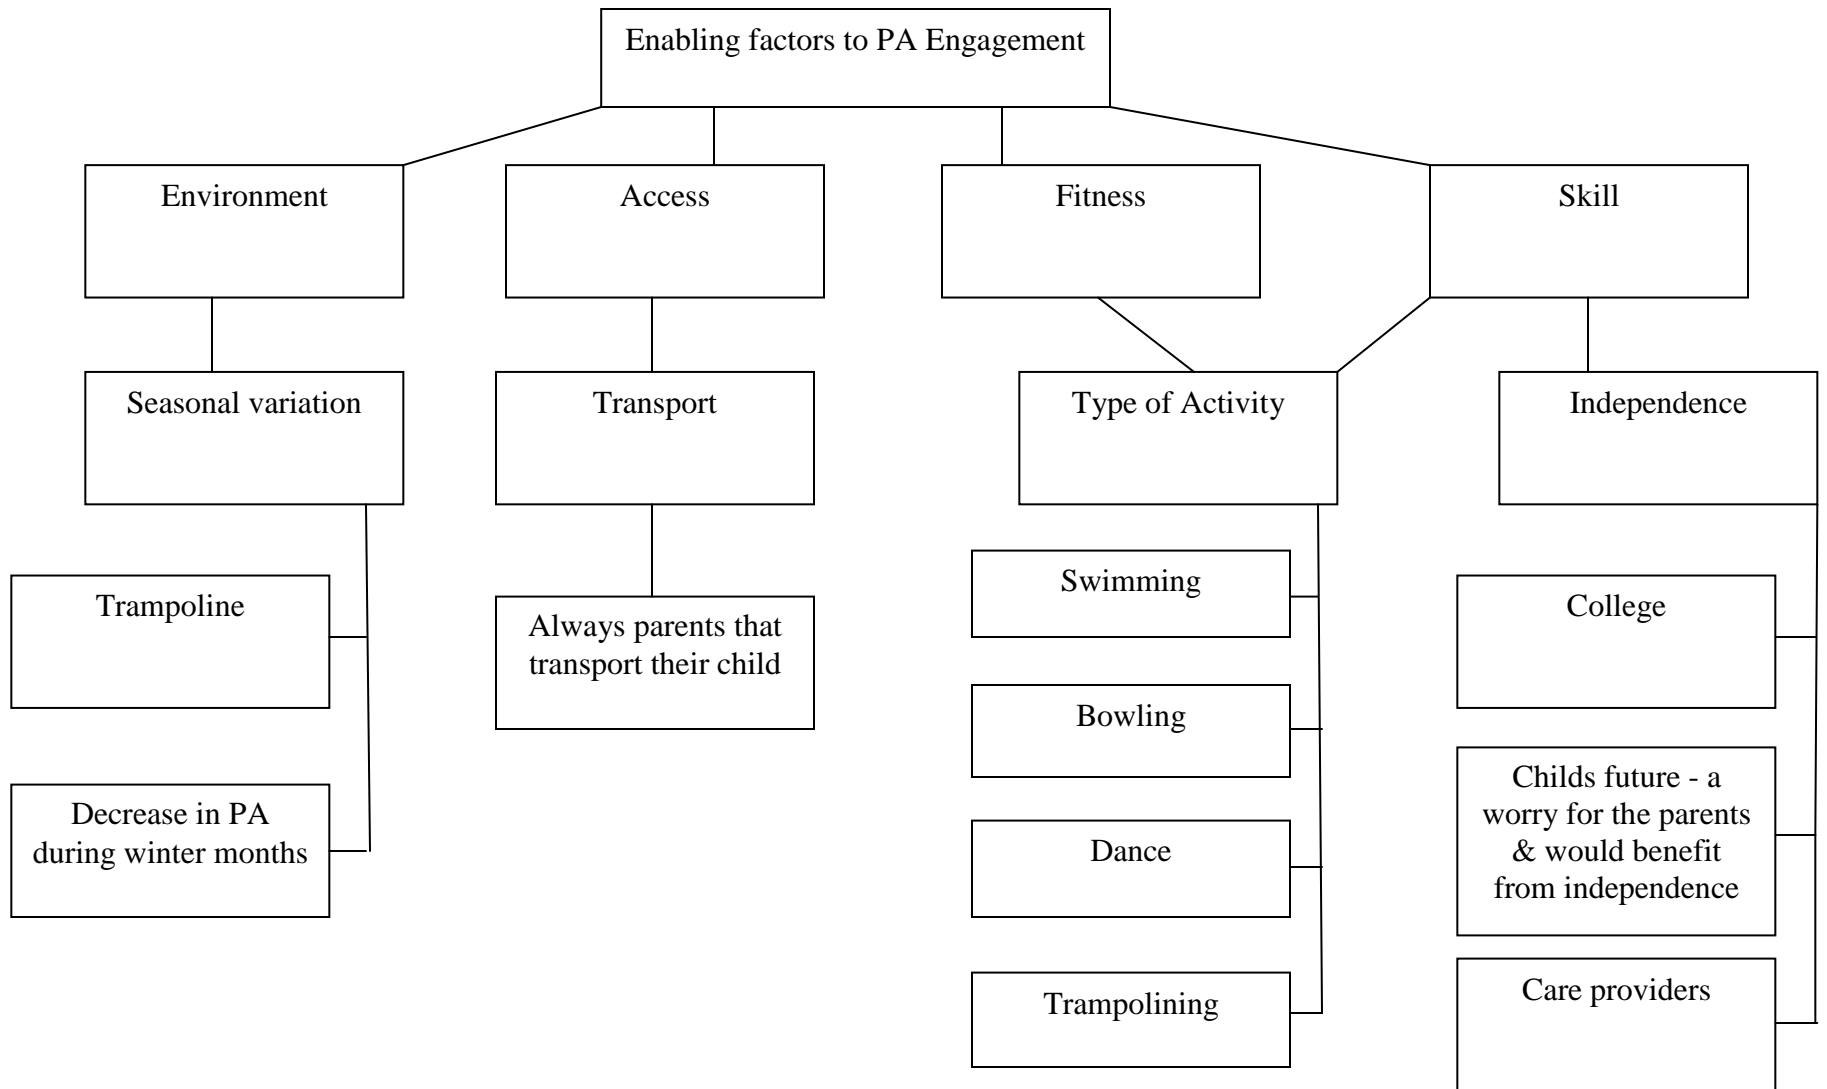 Enabling factors to PA Engagement
Environment
Access
Fitness
Skill
Seasonal variation
Transport
Type of Activity
Independence
Trampoline
Decrease in PA
during winter months
Always parents that
transport their child
Swimming
Bowling
Dance
Trampolining
College
Childs future - a
worry for the parents
& would benefit
from independence
Care providers